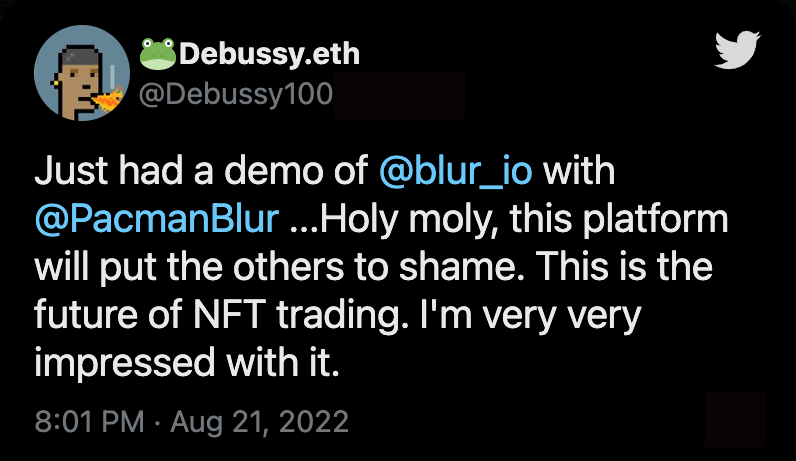 🐸Debussy.eth
@Debussy100
Just had a demo of @blur_io with
@PacmanBlur ...Holy moly, this platform
will put the others to shame. This is the
future of NFT trading. I'm very very
impressed with it.
8:01 PM · Aug 21, 2022